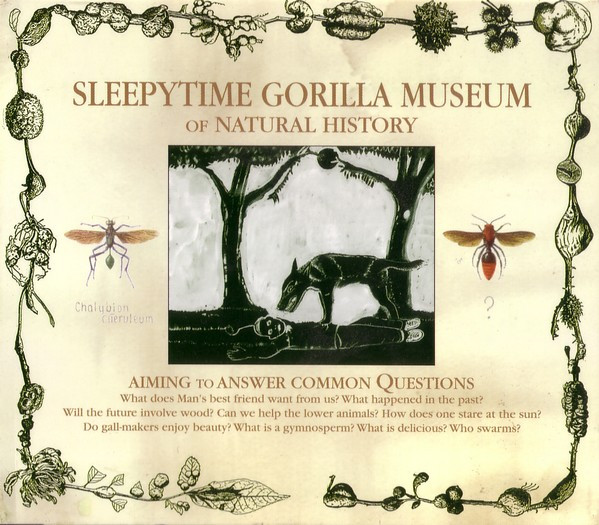 SLEEPYTIME GORILLA MUSEUM
OF NATURAL HISTORY
Chalybion
caeruleum
?
AIMING TO ANSWER COMMON QUESTIONS
What does Man's best friend want from us? What happened in the past?
Will the future involve wood? Can we help the lower animals? How does one stare at the sun?
Do gall-makers enjoy beauty? What is a gymnosperm? What is delicious? Who swarms?